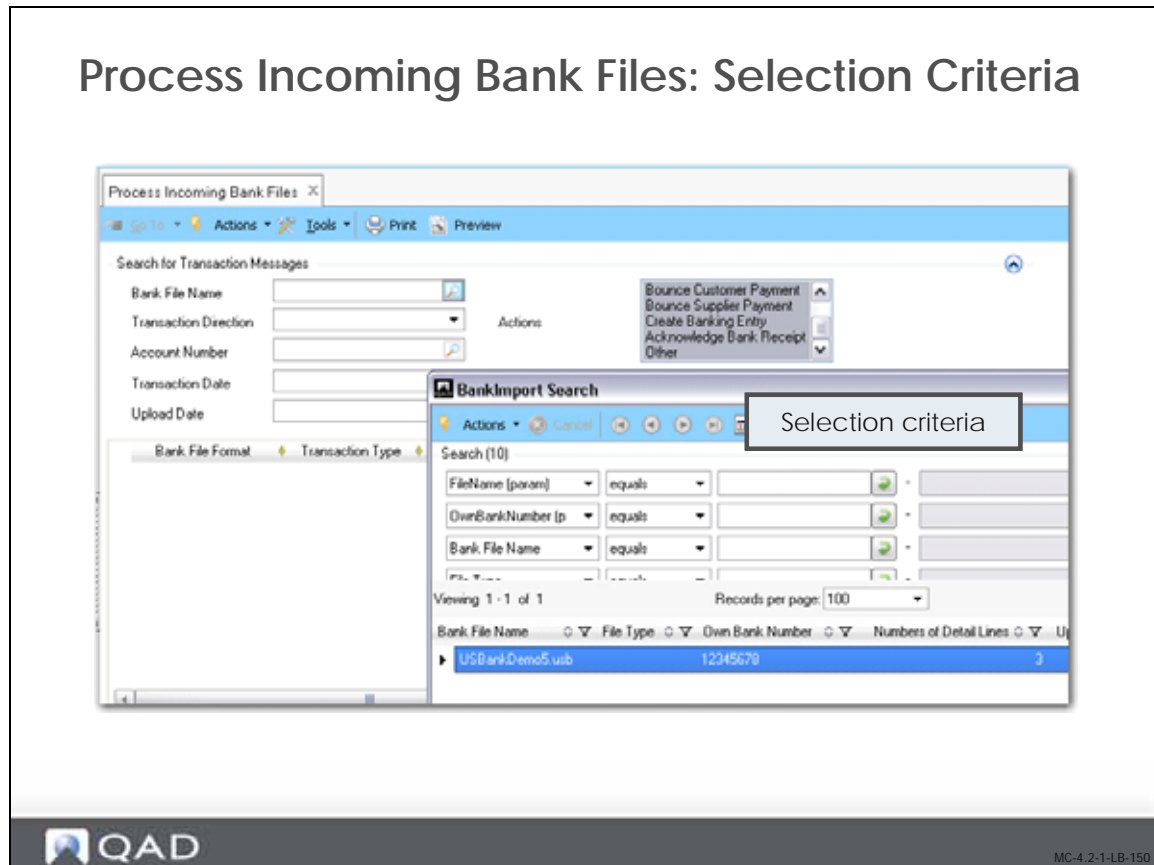 Process Incoming Bank Files: Selection Criteria
Process Incoming Bank Files
Go To Actions Tools Print Preview
Search for Transaction Messages
Bank File Name
Transaction Direction
Account Number
Transaction Date
Upload Date
Actions
Bounce Customer Payment
Bounce Supplier Payment
Create Banking Entry
Acknowledge Bank Receipt
Other
Bank File Format Transaction Type
BankImport Search
Actions Cancel
Selection criteria
Search (10)
FileName (param) equals -
OwnBankNumber (p equals -
Bank File Name equals -
File Type equals -
Viewing 1 - 1 of 1 Records per page: 100
Bank File Name File Type Own Bank Number Numbers of Detail Lines
USBankDemo5.usb 12345678 3
QAD
MC-4.2-1-LB-150